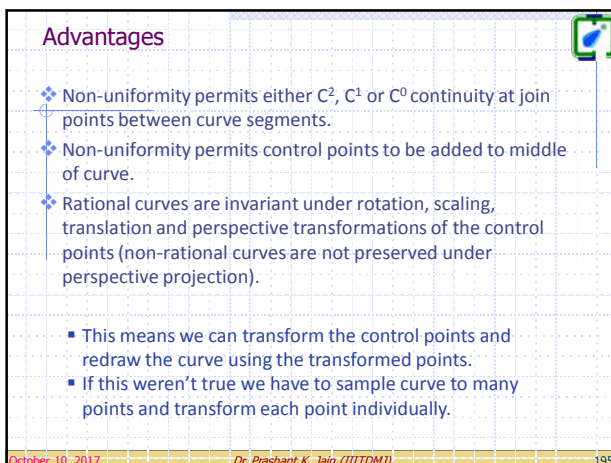 Advantages
❖ Non-uniformity permits either C², C¹ or C⁰ continuity at join
points between curve segments.
❖ Non-uniformity permits control points to be added to middle
of curve.
❖ Rational curves are invariant under rotation, scaling,
translation and perspective transformations of the control
points (non-rational curves are not preserved under
perspective projection).
▪ This means we can transform the control points and
redraw the curve using the transformed points.
▪ If this weren't true we have to sample curve to many
points and transform each point individually.
October 10, 2017 Dr. Prashant K. Jain (IIITDMJ) 195